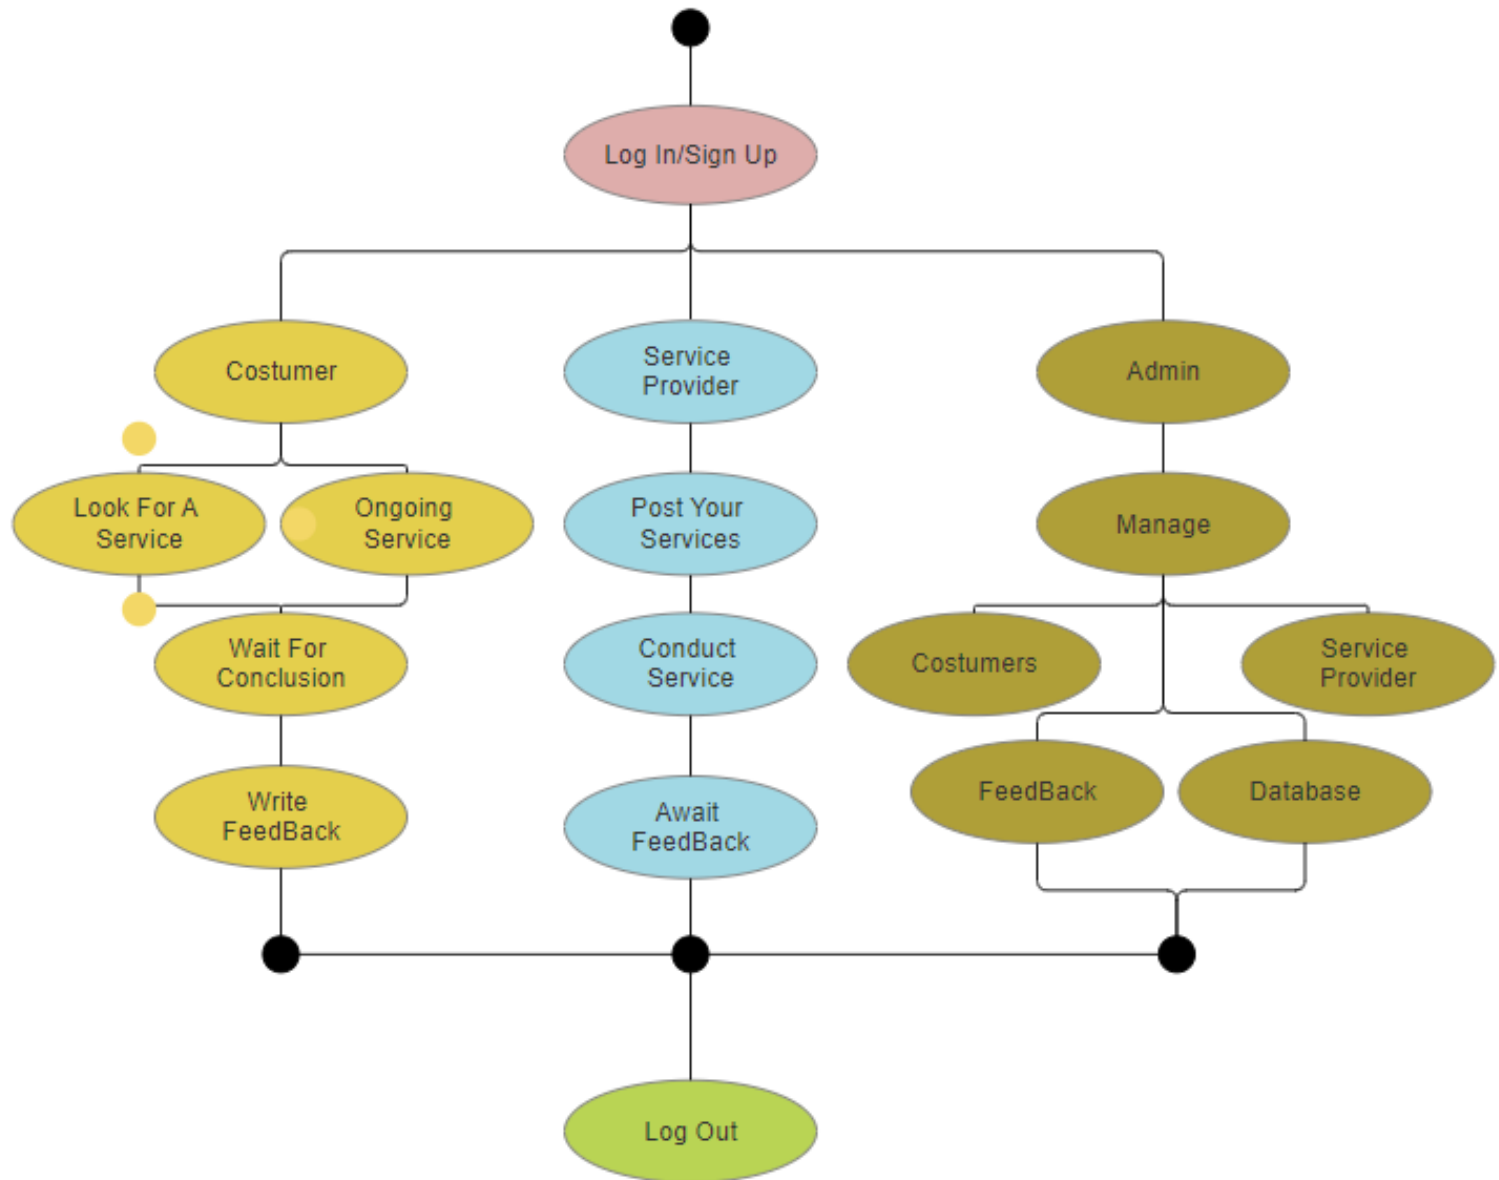 Log In/Sign Up
Costumer
Service
Provider
Admin
Look For A
Service
Ongoing
Service
Post Your
Services
Manage
Wait For
Conclusion
Conduct
Service
Costumers
Service
Provider
Write
FeedBack
Await
FeedBack
FeedBack
Database
Log Out